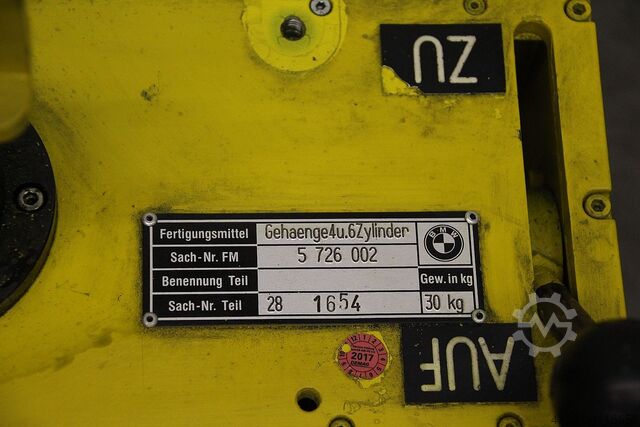 ZU
Fertigungsmittel Gehaenge4u.6Zylinder
BMW
Sach-Nr. FM 5 726 002
Benennung Teil Gew. in kg
Sach-Nr. Teil 28 1654 30 kg
2017
DEMAG
AUF